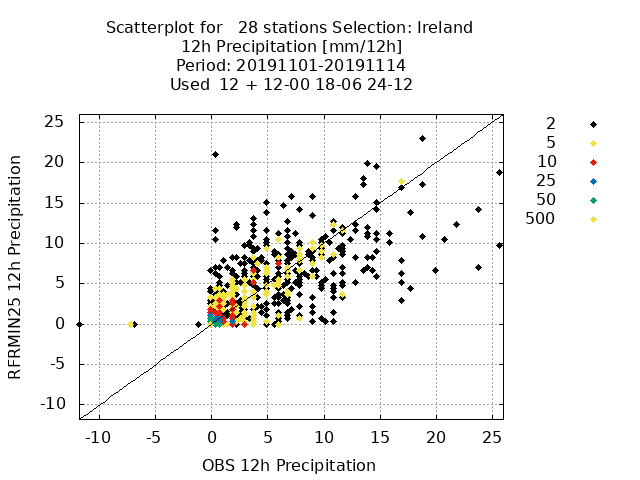 Scatterplot for   28 stations Selection: Ireland
12h Precipitation [mm/12h]
Period: 20191101-20191114
Used  12 + 12-00 18-06 24-12
RFRMIN25 12h Precipitation
25
20
15
10
5
0
-5
-10
-10 -5 0 5 10 15 20 25
OBS 12h Precipitation
2
5
10
25
50
500